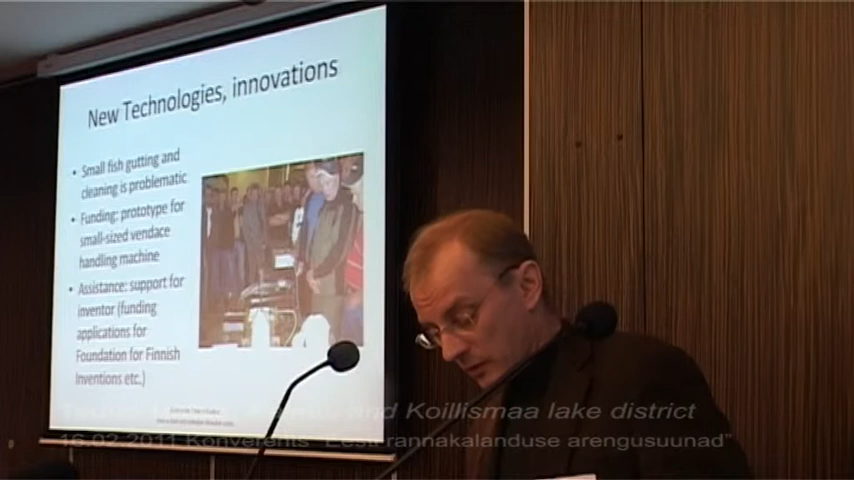 New Technologies, innovations
• Small fish gutting and
cleaning is problematic
• Funding: prototype for
small-sized vendace
handling machine
• Assistance: support for
inventor (funding
applications for
Foundation for Finnish
Inventions etc.)
and Koillismaa lake district
16.02.2011 Konverents "Eesti rannakalanduse arengusuunad"